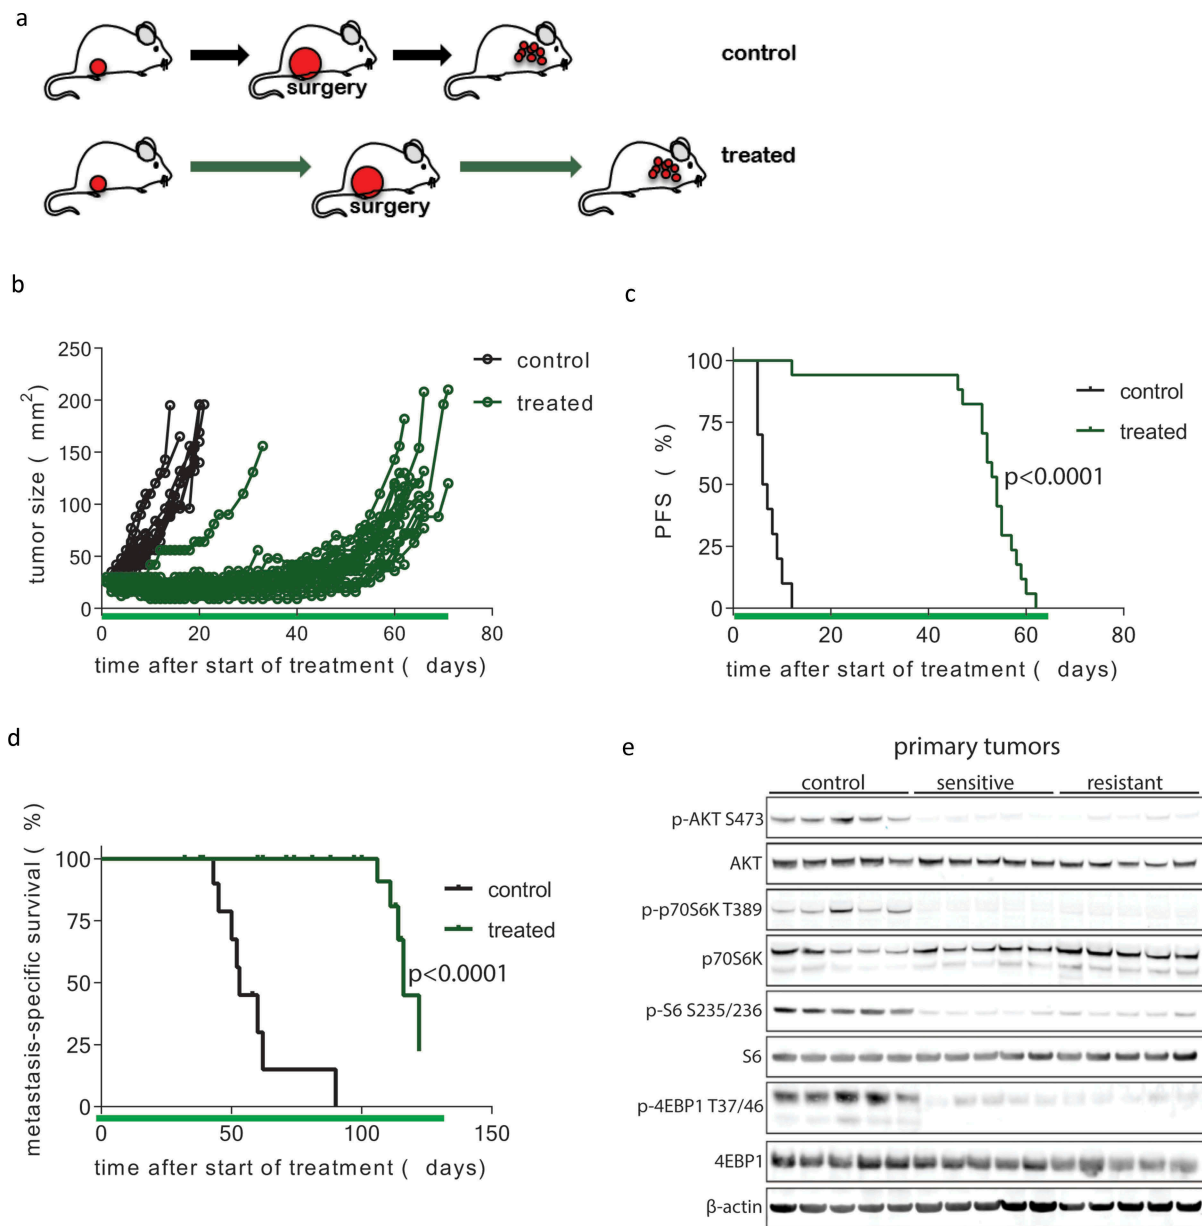 a
control
surgery
treated
surgery
b
250
200
150
100
50
0
tumor size ( mm2)
control
treated
0 20 40 60 80
time after start of treatment ( days)
c
100
75
50
25
0
PFS ( %)
control
treated
p<0.0001
0 20 40 60 80
time after start of treatment ( days)
d
100
75
50
25
0
metastasis-specific survival ( %)
control
treated
p<0.0001
0 50 100 150
time after start of treatment ( days)
e
primary tumors
control sensitive resistant
p-AKT S473
AKT
p-p70S6K T389
p70S6K
p-S6 S235/236
S6
p-4EBP1 T37/46
4EBP1
β-actin